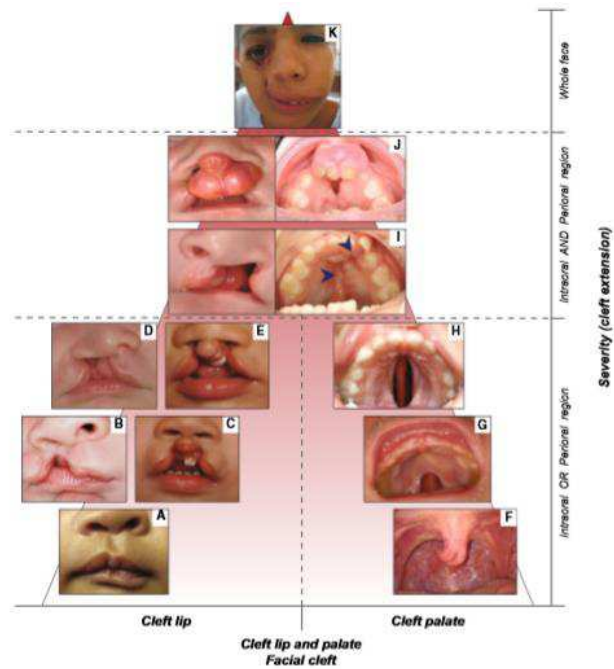 K
Whole face
J
I
Intraoral AND Perioral region
Severity (cleft extension)
D
E
H
B
C
G
A
F
Intraoral OR Perioral region
Cleft lip
Cleft palate
Cleft lip and palate
Facial cleft